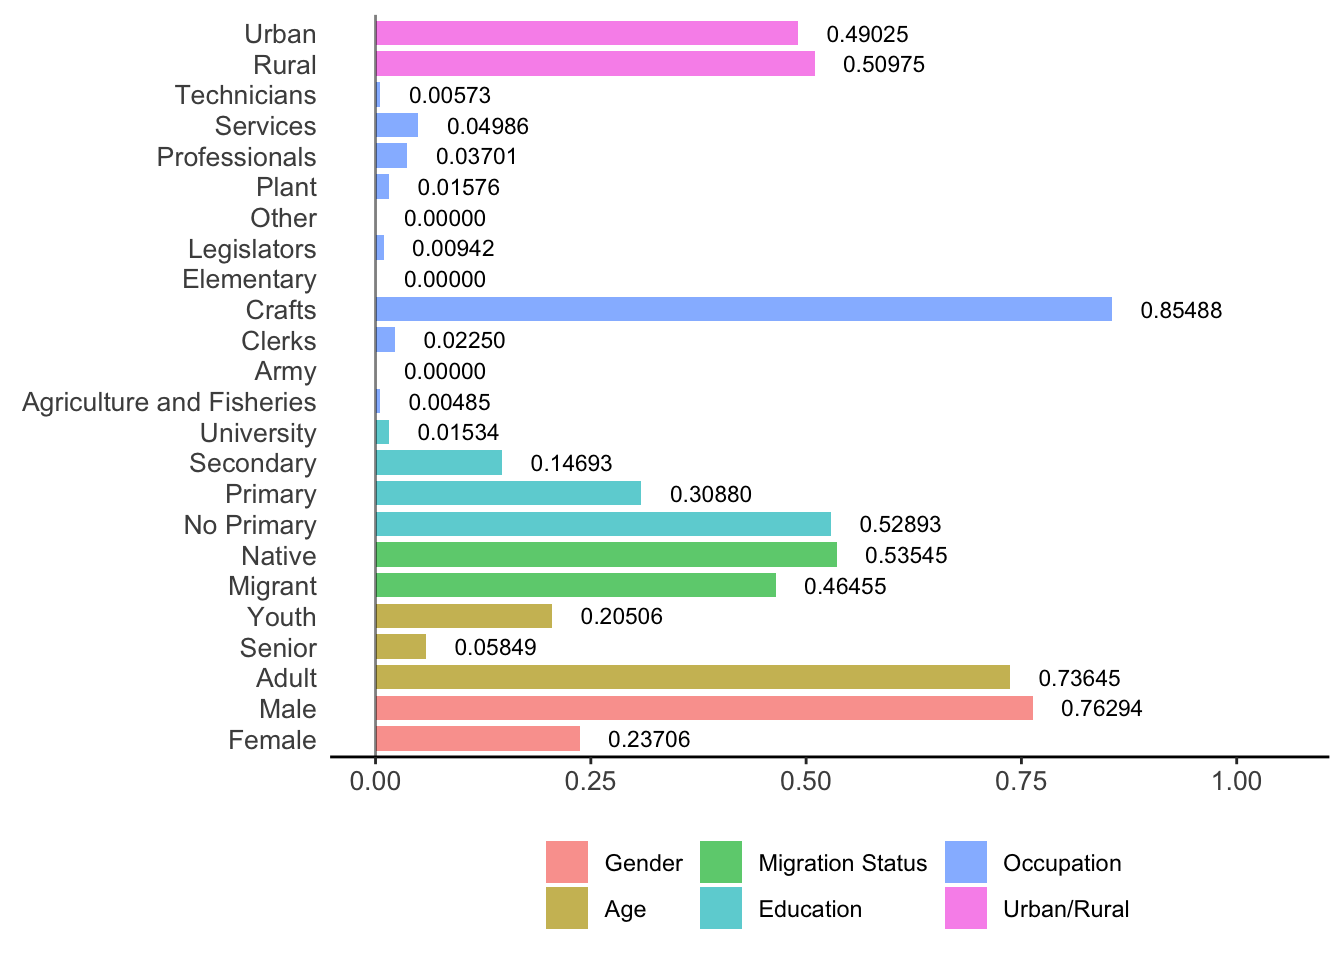 Urban 0.49025
Rural 0.50975
Technicians 0.00573
Services 0.04986
Professionals 0.03701
Plant 0.01576
Other 0.00000
Legislators 0.00942
Elementary 0.00000
Crafts 0.85488
Clerks 0.02250
Army 0.00000
Agriculture and Fisheries 0.00485
University 0.01534
Secondary 0.14693
Primary 0.30880
No Primary 0.52893
Native 0.53545
Migrant 0.46455
Youth 0.20506
Senior 0.05849
Adult 0.73645
Male 0.76294
Female 0.23706
0.00 0.25 0.50 0.75 1.00
Gender Migration Status Occupation
Age Education Urban/Rural